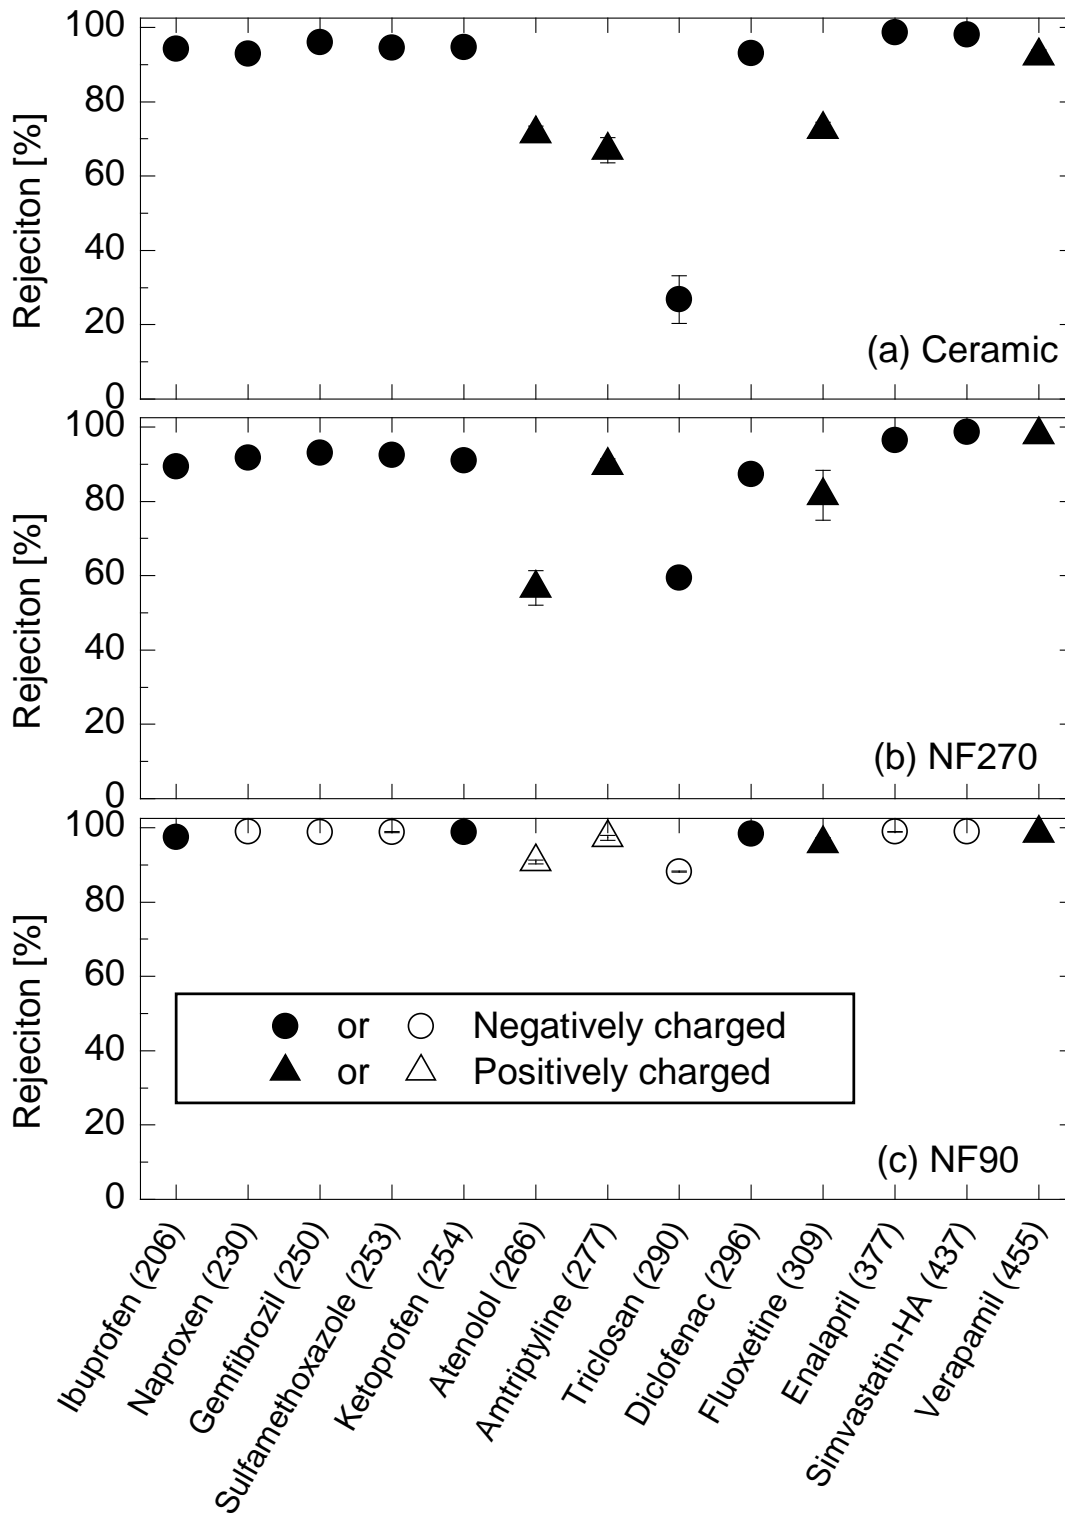 100
80
60
40
20
0
Rejeciton [%]
(a) Ceramic
100
80
60
40
20
0
Rejeciton [%]
(b) NF270
100
80
60
40
20
0
Rejeciton [%]
or Negatively charged
or Positively charged
(c) NF90
Ibuprofen (206)
Naproxen (230)
Gemfibrozil (250)
Sulfamethoxazole (253)
Ketoprofen (254)
Atenolol (266)
Amtriptyline (277)
Triclosan (290)
Diclofenac (296)
Fluoxetine (309)
Enalapril (377)
Simvastatin-HA (437)
Verapamil (455)